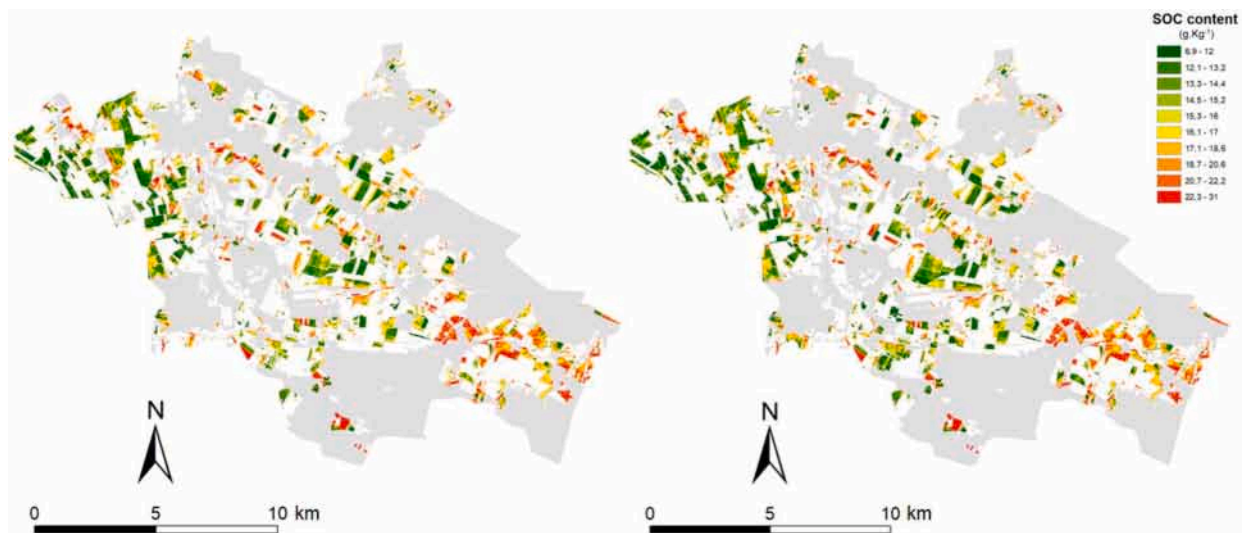 SOC content
(g.Kg⁻¹)
6.9 - 12
12.1 - 13.2
13.3 - 14.4
14.5 - 15.2
15.3 - 16
16.1 - 17
17.1 - 18.6
18.7 - 20.6
20.7 - 22.2
22.3 - 31
N
N
0 5 10 km
0 5 10 km